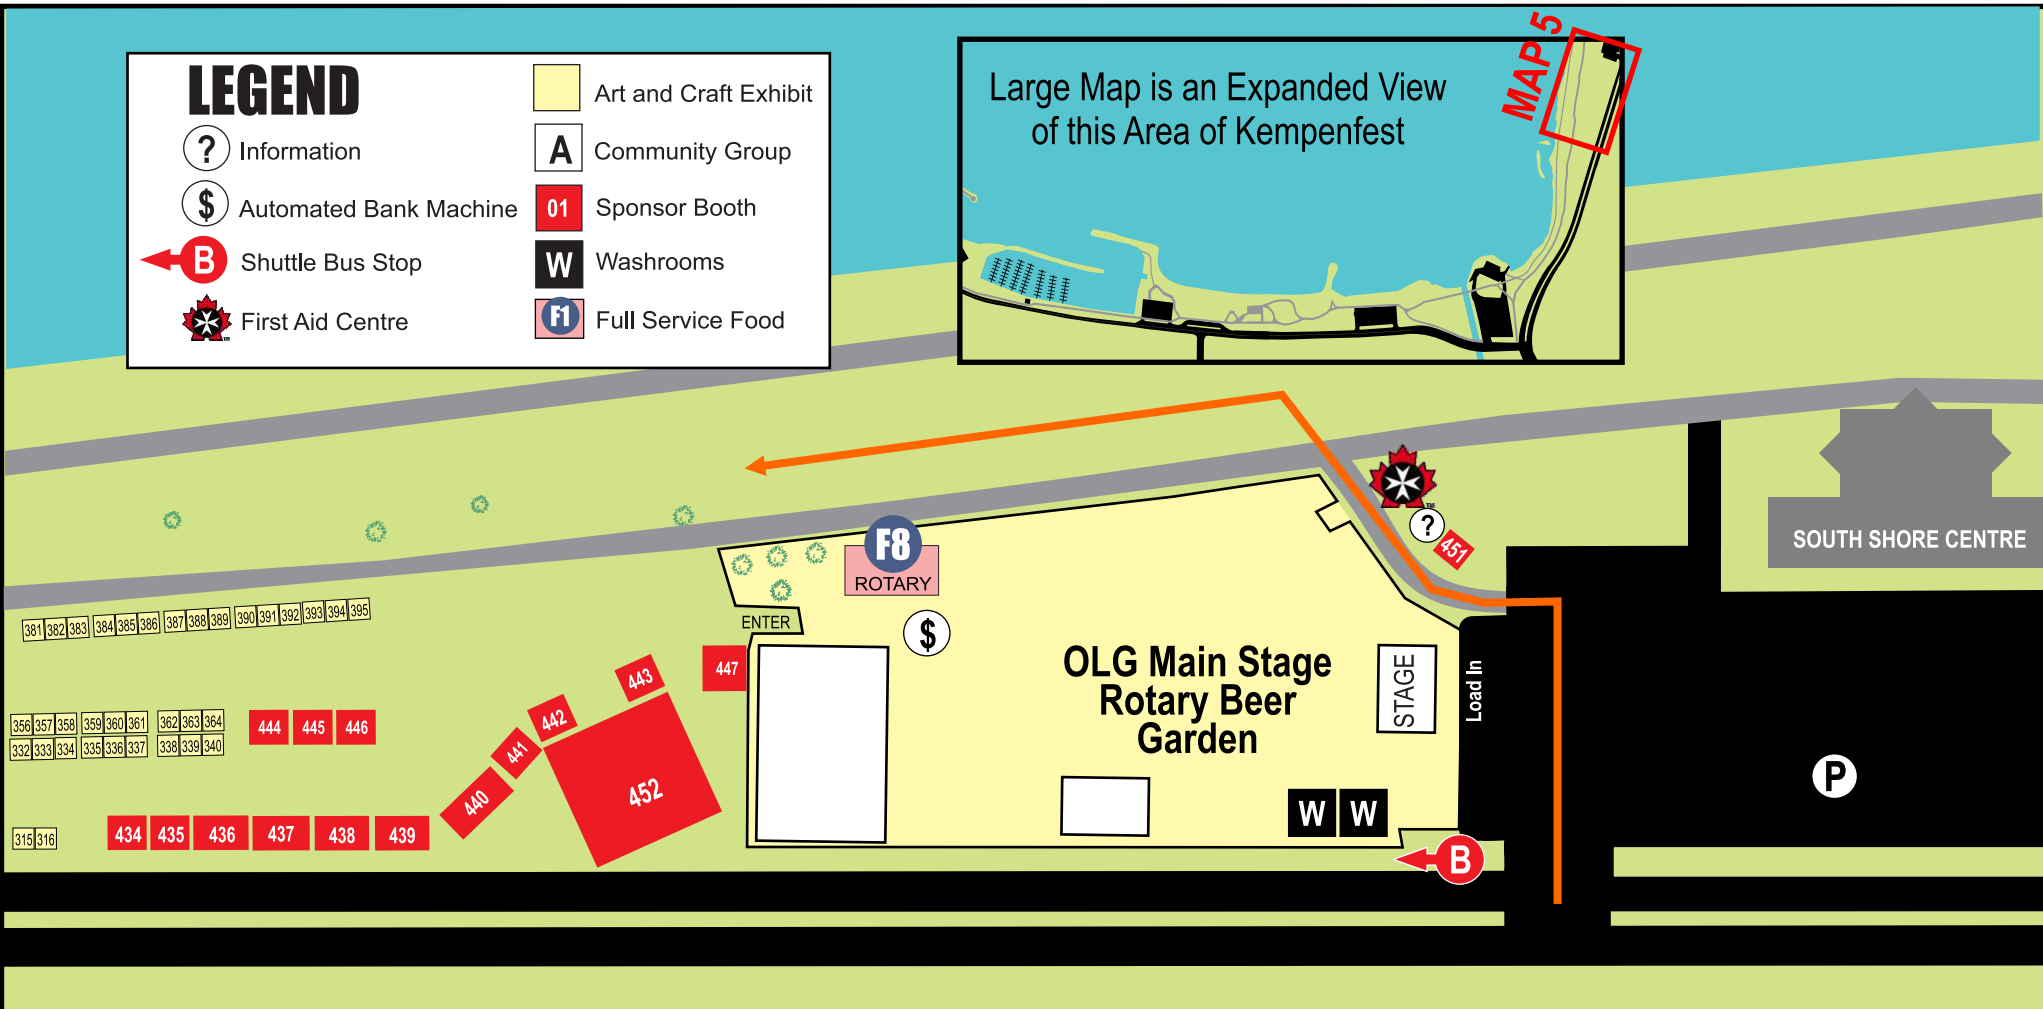 LEGEND
? Information
$ Automated Bank Machine
B Shuttle Bus Stop
First Aid Centre
Art and Craft Exhibit
A Community Group
01 Sponsor Booth
W Washrooms
F1 Full Service Food
Large Map is an Expanded View
of this Area of Kempenfest
MAP 5
SOUTH SHORE CENTRE
TM
?
451
F8
ROTARY
$
ENTER
381 382 383 384 385 386 387 388 389 390 391 392 393 394 395
447
443
442
441
440
452
OLG Main Stage
Rotary Beer
Garden
STAGE
Load In
356 357 358 359 360 361 362 363 364
332 333 334 335 336 337 338 339 340
444 445 446
P
W W
315 316
434 435 436 437 438 439
B